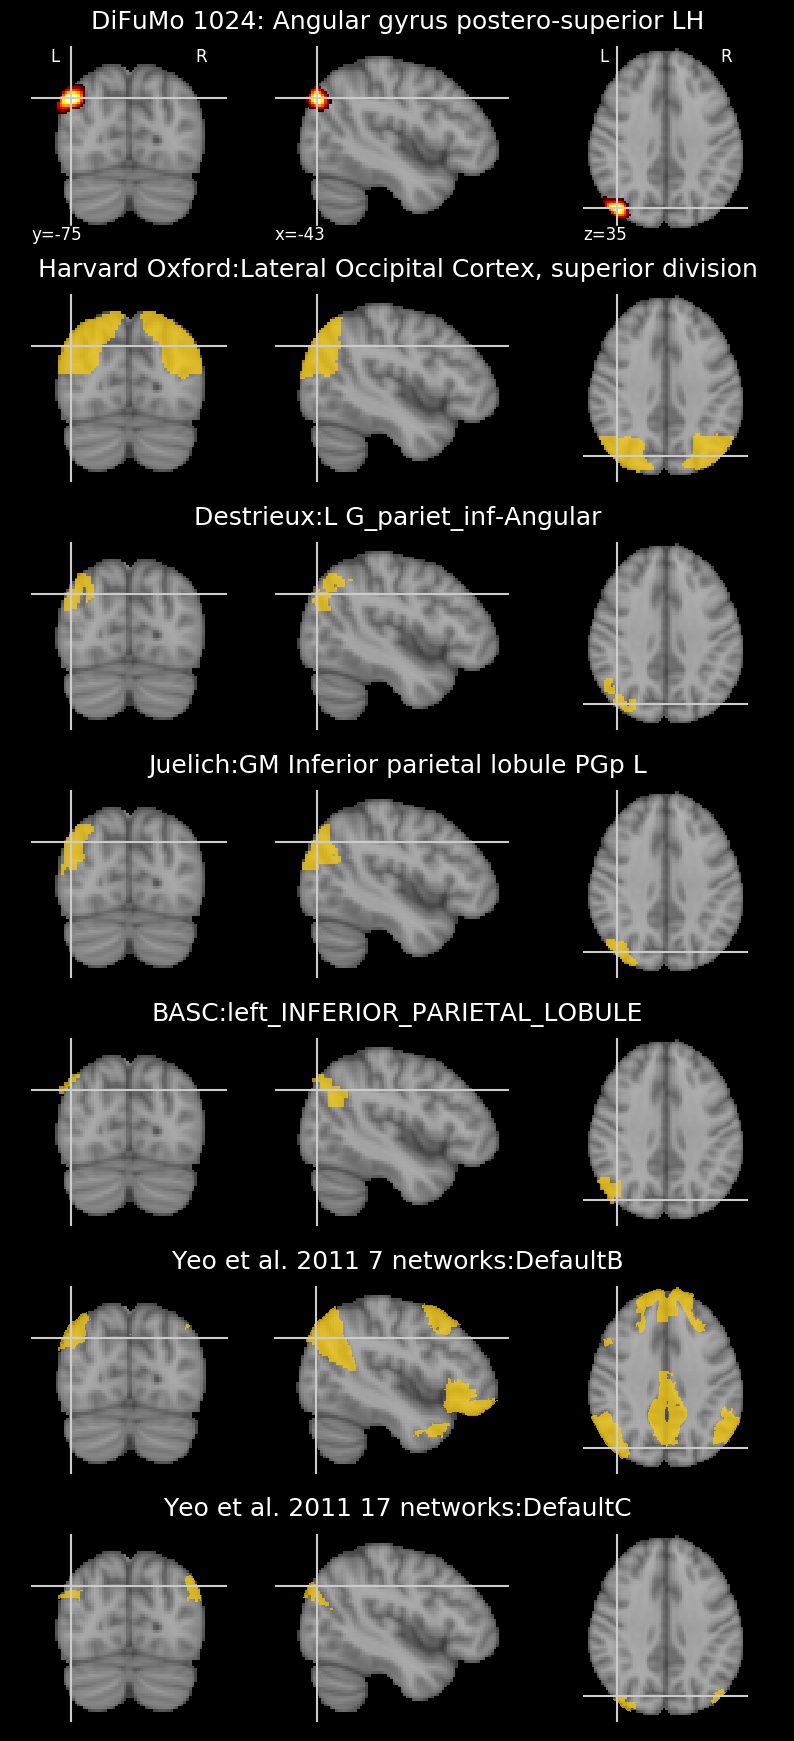 DiFuMo 1024: Angular gyrus postero-superior LH
L R L R
y=-75 x=-43 z=35
Harvard Oxford:Lateral Occipital Cortex, superior division
Destrieux:L G_pariet_inf-Angular
Juelich:GM Inferior parietal lobule PGp L
BASC:left_INFERIOR_PARIETAL_LOBULE
Yeo et al. 2011 7 networks:DefaultB
Yeo et al. 2011 17 networks:DefaultC